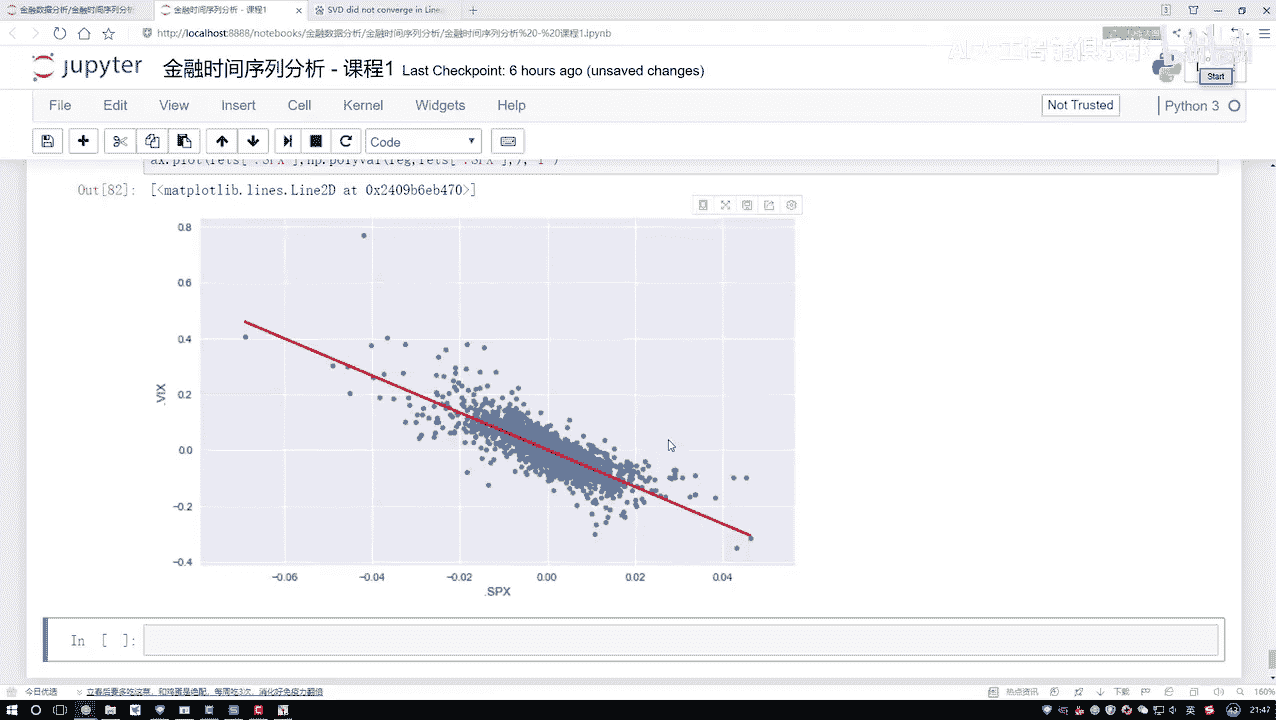 金融数据分析/金融时间序列分
金融时间序列分析 - 课程1
SVD did not converge in Line
http://localhost:8888/notebooks/金融数据分析/金融时间序列分析/金融时间序列分析%20-%20课程1.ipynb
jupyter 金融时间序列分析 - 课程1 Last Checkpoint: 6 hours ago (unsaved changes)
Start
File Edit View Insert Cell Kernel Widgets Help
Not Trusted
Python 3
Code
Out[82]: [<matplotlib.lines.Line2D at 0x2409b6eb470>]
0.8
0.6
0.4
0.2
0.0
−0.2
−0.4
.VIX
−0.06 −0.04 −0.02 0.00 0.02 0.04
.SPX
In [ ]:
今日优选
热点资讯
下载
160%
英
21:47